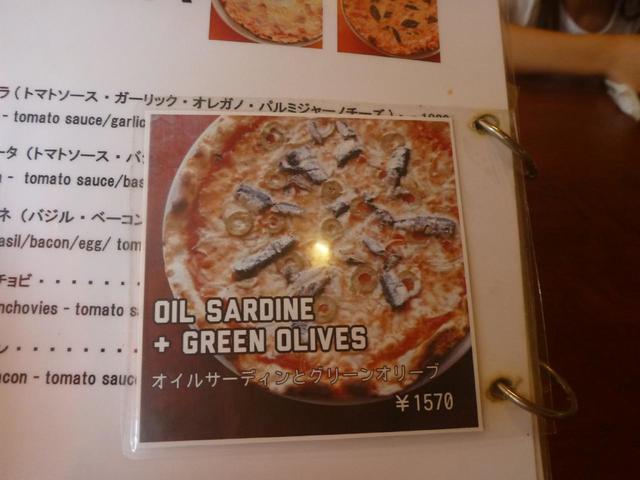 ラ (トマトソース・ガーリック・オレガノ・パルミジャーノチーズ)
- tomato sauce/garlic
ータ (トマトソース・バ
- tomato sauce/bas
ネ (バジル・ベーコン
asil/bacon/egg/ tom
チョビ・・・・・・・・
nchovies - tomato s
ン・・・・・・・・・
acon - tomato sauc
OIL SARDINE
+ GREEN OLIVES
オイルサーディンとグリーンオリーブ
￥1570